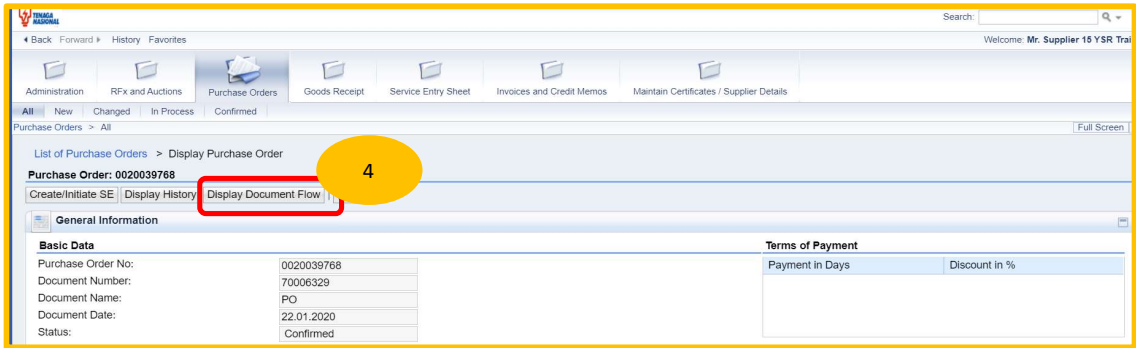 TENAGA
NASIONAL
Search:
Back Forward History Favorites
Welcome: Mr. Supplier 15 YSR Trai
Administration RFx and Auctions Purchase Orders Goods Receipt Service Entry Sheet Invoices and Credit Memos Maintain Certificates / Supplier Details
All New Changed In Process Confirmed
Purchase Orders > All Full Screen
List of Purchase Orders > Display Purchase Order
Purchase Order: 0020039768
4
Create/Initiate SE Display History Display Document Flow
General Information
Basic Data Terms of Payment
Purchase Order No: 0020039768 Payment in Days Discount in %
Document Number: 70006329
Document Name: PO
Document Date: 22.01.2020
Status: Confirmed